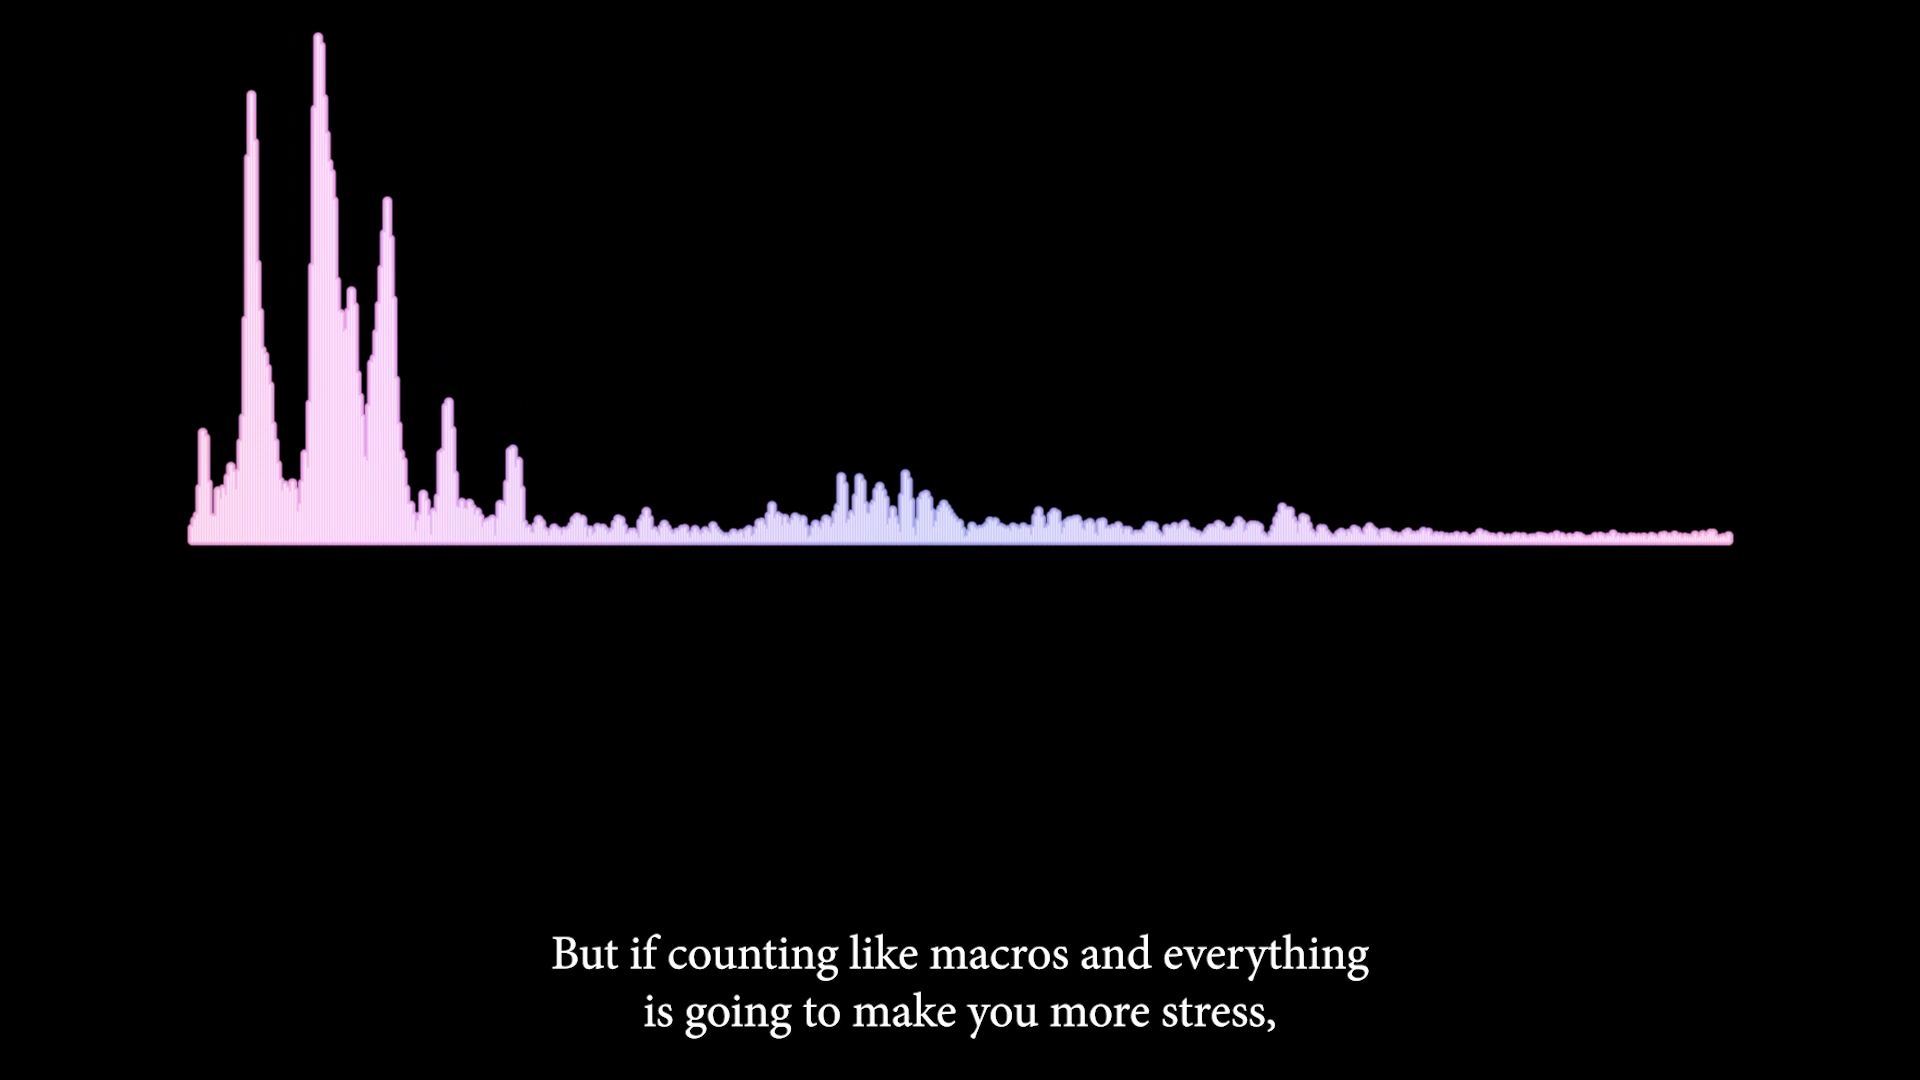 But if counting like macros and everything
is going to make you more stress,